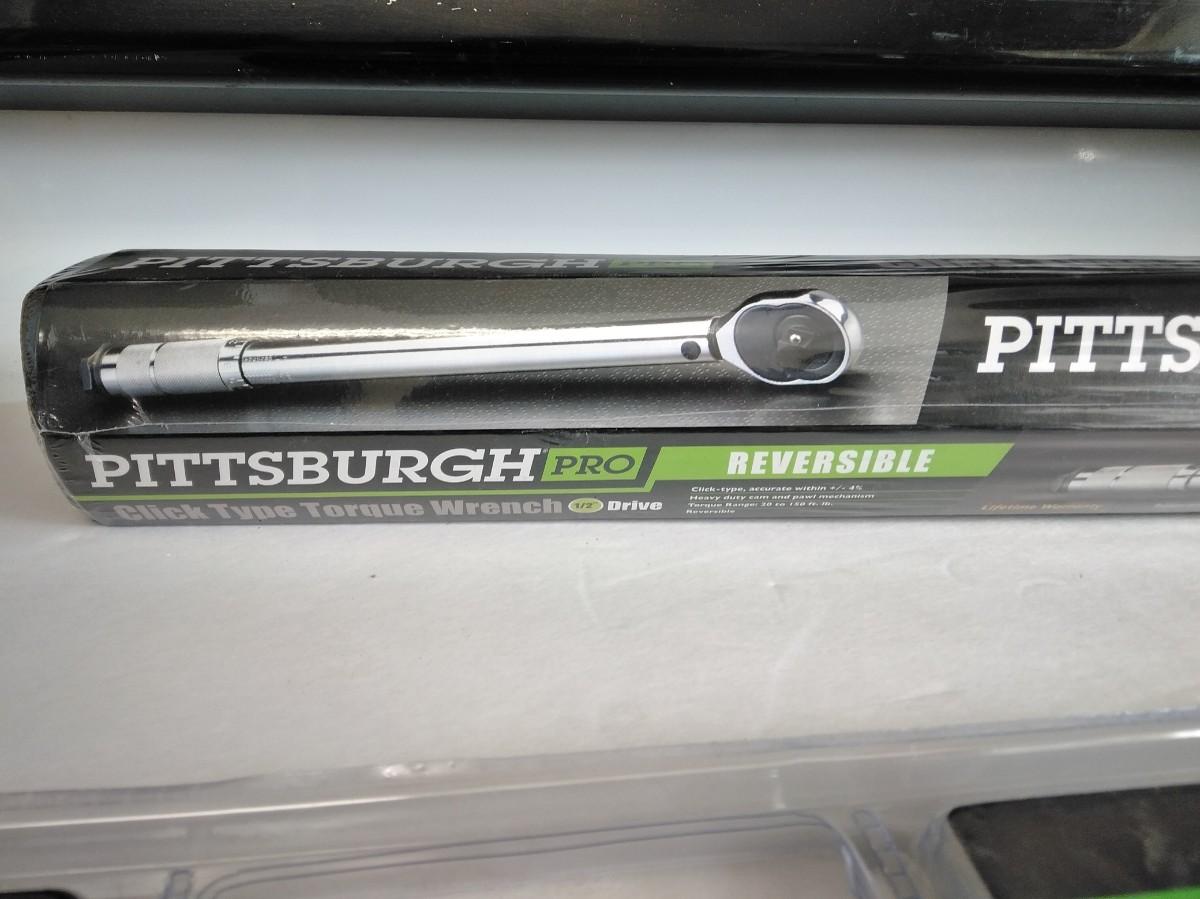 PITTSBURGH
PITTS
PITTSBURGH PRO
REVERSIBLE
Click Type Torque Wrench 1/2" Drive
Click-type, accurate within +/- 4%
Heavy duty cam and pawl mechanism
Torque Range: 20 to 150 ft. lb.
Reversible
Lifetime Warranty